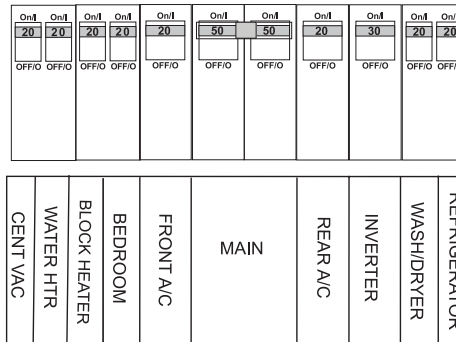 On/I On/I On/I On/I On/I On/I On/I On/I On/I On/I On/I
20 20 20 20 20 50 50 20 30 20 20
OFF/O OFF/O OFF/O OFF/O OFF/O OFF/O OFF/O OFF/O OFF/O OFF/O OFF/O
CENT VAC
WATER HTR
BLOCK HEATER
BEDROOM
FRONT A/C
MAIN
REAR A/C
INVERTER
WASH/DRYER
REFRIGERATOR